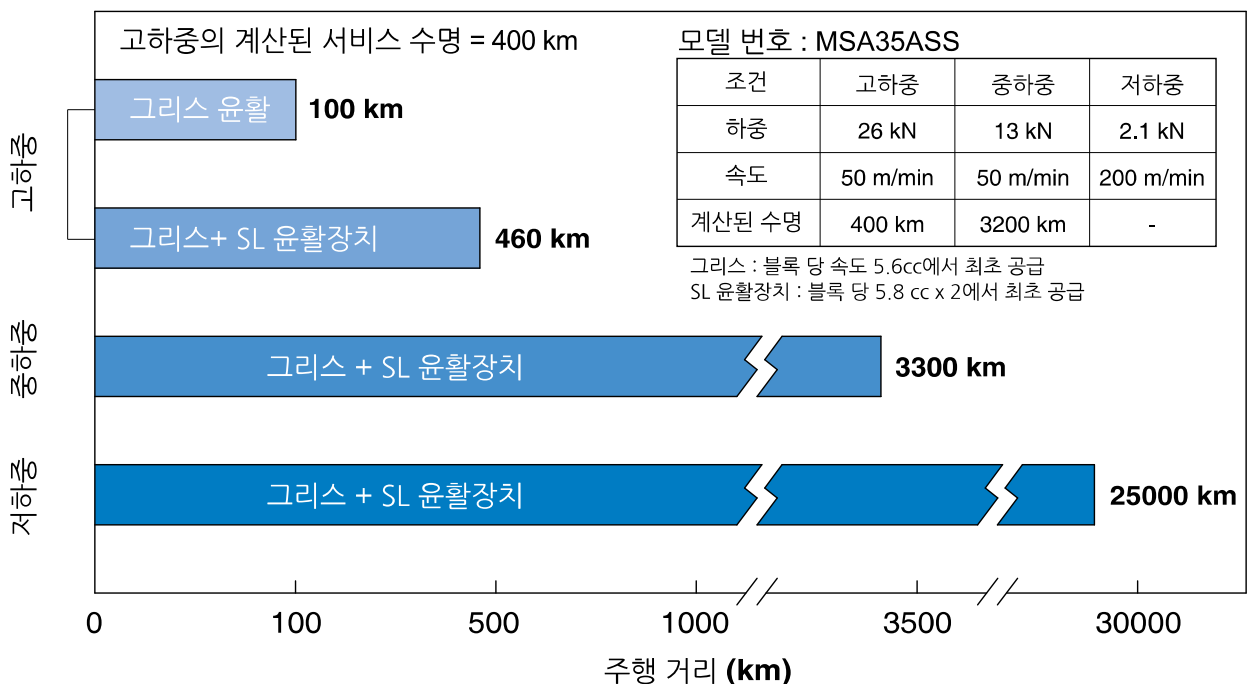 고하중의 계산된 서비스 수명 = 400 km
모델 번호 : MSA35ASS
조건 고하중 중하중 저하중
하중 26 kN 13 kN 2.1 kN
속도 50 m/min 50 m/min 200 m/min
계산된 수명 400 km 3200 km -
그리스 : 블록 당 속도 5.6cc에서 최초 공급
SL 윤활장치 : 블록 당 5.8 cc x 2에서 최초 공급
고하중
그리스 윤활 100 km
그리스+ SL 윤활장치 460 km
중하중
그리스 + SL 윤활장치 3300 km
저하중
그리스 + SL 윤활장치 25000 km
0 100 500 1000 3500 30000
주행 거리 (km)